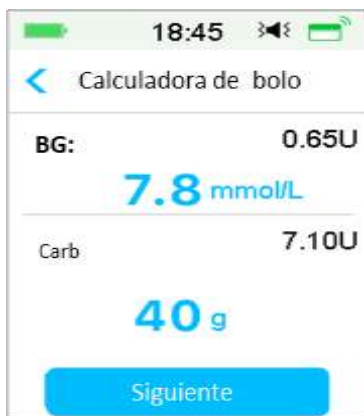 18:45
Calculadora de bolo
BG: 0.65U
7.8 mmol/L
Carb 7.10U
40 g
Siguiente